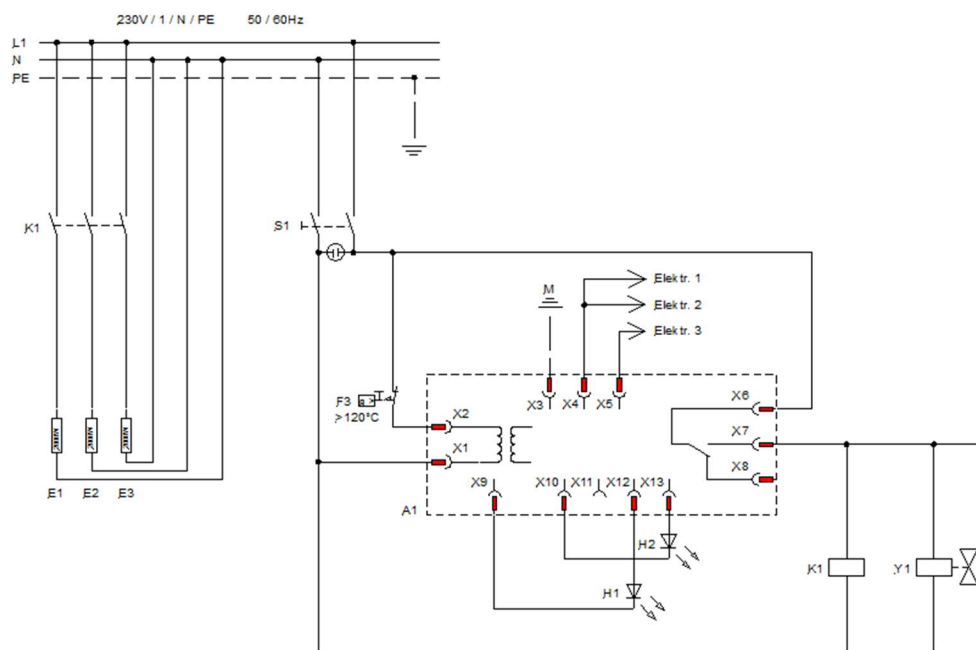 230V / 1 / N / PE 50 / 60Hz
L1
N
PE
K1
S1
M
Elektr. 1
Elektr. 2
Elektr. 3
F3
>120°C
X2
X1
X3
X4
X5
X6
X7
X8
X9
X10
X11
X12
X13
A1
E1
E2
E3
H2
H1
K1
Y1